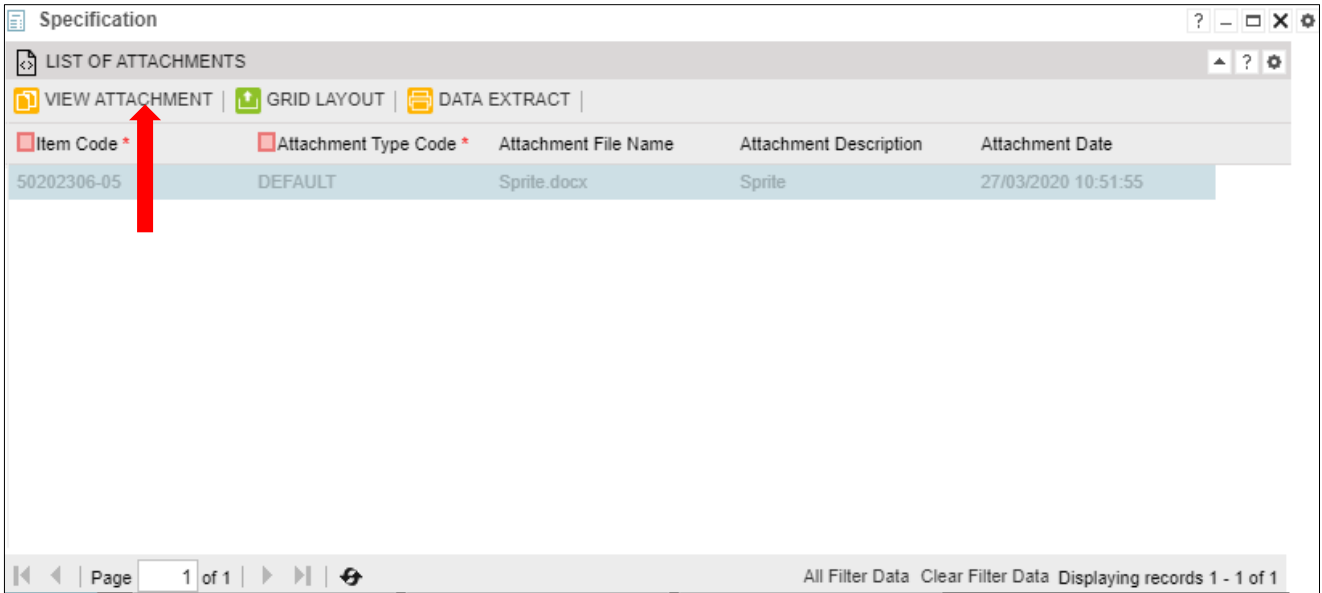 Specification ?
LIST OF ATTACHMENTS ?
VIEW ATTACHMENT | GRID LAYOUT | DATA EXTRACT |
Item Code * Attachment Type Code * Attachment File Name Attachment Description Attachment Date
50202306-05 DEFAULT Sprite.docx Sprite 27/03/2020 10:51:55
Page 1 of 1 All Filter Data Clear Filter Data Displaying records 1 - 1 of 1